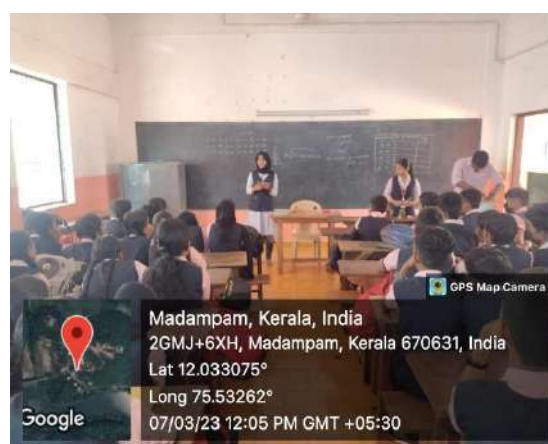 GPS Map Camera
Madampam, Kerala, India
2GMJ+6XH, Madampam, Kerala 670631, India
Lat 12.033075°
Long 75.53262°
07/03/23 12:05 PM GMT +05:30
Google